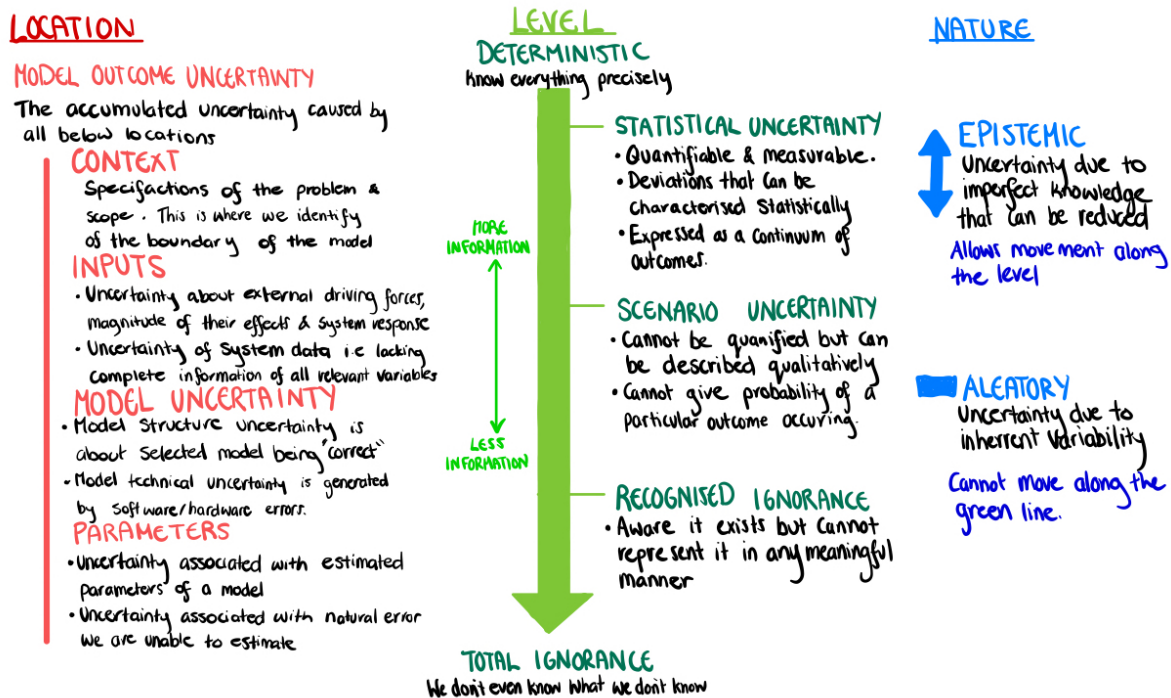 LOCATION
MODEL OUTCOME UNCERTAINTY
The accumulated uncertainty caused by
all below locations
CONTEXT
Specifactions of the problem &
scope. This is where we identify
of the boundary of the model
INPUTS
• Uncertainty about external driving forces,
magnitude of their effects & system response
• Uncertainty of system data i.e lacking
complete information of all relevant variables
MODEL UNCERTAINTY
• Model structure uncertainty is
about selected model being "correct"
• Model technical uncertainty is generated
by software/hardware errors.
PARAMETERS
• Uncertainty associated with estimated
parameters of a model
• Uncertainty associated with natural error
we are unable to estimate
LEVEL
DETERMINISTIC
Know everything precisely
MORE
INFORMATION
LESS
INFORMATION
STATISTICAL UNCERTAINTY
• Quantifiable & measurable.
• Deviations that can be
characterised statistically
• Expressed as a continuum of
outcomes.
SCENARIO UNCERTAINTY
• Cannot be quantified but can
be described qualitatively
• Cannot give probability of a
particular outcome occuring.
RECOGNISED IGNORANCE
• Aware it exists but cannot
represent it in any meaningful
manner
TOTAL IGNORANCE
We don't even know what we don't know
NATURE
EPISTEMIC
Uncertainty due to
imperfect knowledge
that can be reduced
Allows movement along
the level
ALEATORY
Uncertainty due to
inherrent variability
Cannot move along the
green line.